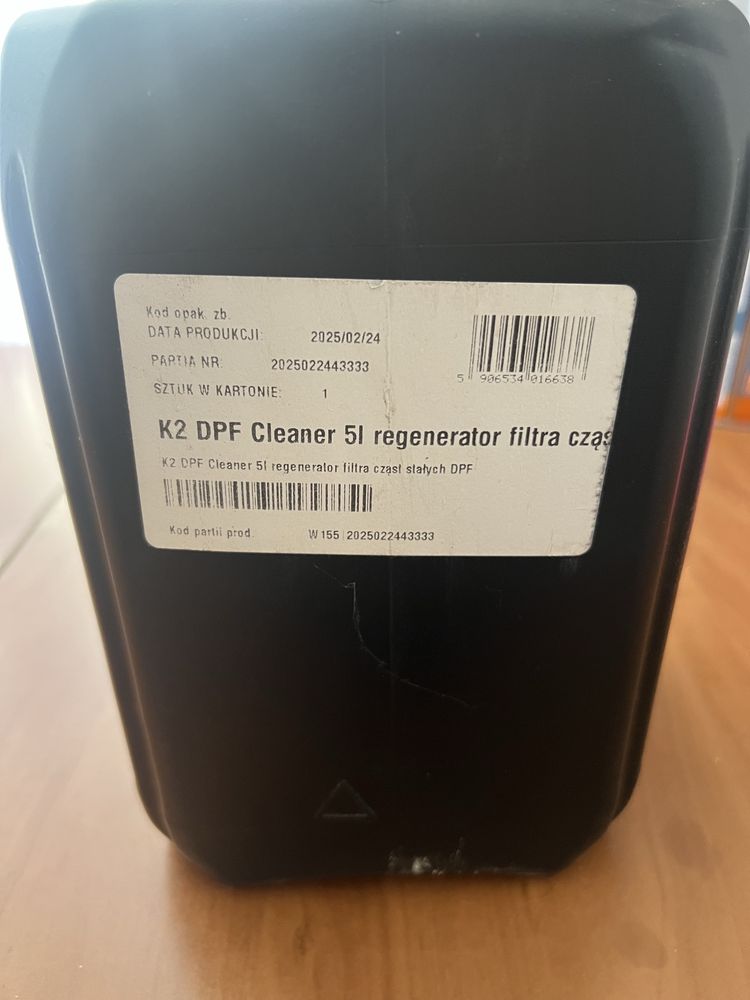 Kod opak. zb.
DATA PRODUKCJI: 2025/02/24
PARTIA NR: 2025022443333
SZTUK W KARTONIE: 1
5 906534 016638
K2 DPF Cleaner 5l regenerator filtra cząs
K2 DPF Cleaner 5l regenerator filtra cząst stałych DPF
Kod partii prod. W155 2025022443333